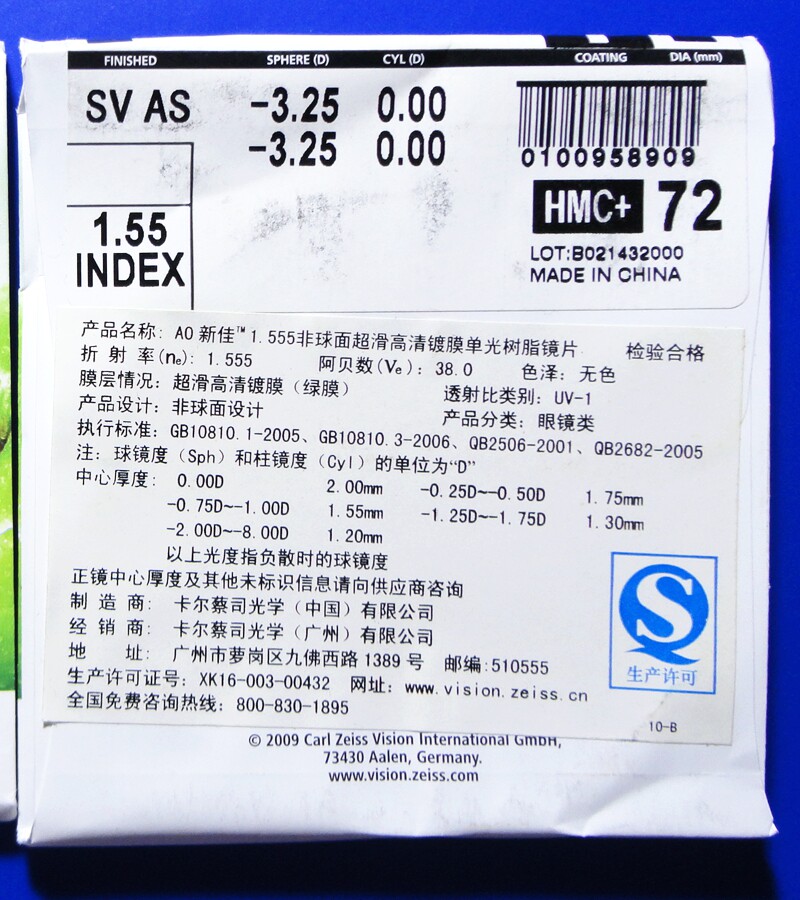 FINISHED SPHERE (D) CYL (D) COATING DIA (mm)
SV AS -3.25 0.00
-3.25 0.00
0100958909
HMC+ 72
1.55
INDEX
LOT:B021432000
MADE IN CHINA
产品名称: AO 新佳™1.555非球面超滑高清镀膜单光树脂镜片 检验合格
折 射 率(ne): 1.555 阿贝数(Ve): 38.0 色泽: 无色
膜层情况: 超滑高清镀膜（绿膜） 透射比类别: UV-1
产品设计: 非球面设计 产品分类: 眼镜类
执行标准: GB10810.1-2005、GB10810.3-2006、QB2506-2001、QB2682-2005
注: 球镜度（Sph）和柱镜度（Cyl）的单位为“D”
中心厚度: 0.00D 2.00mm -0.25D~-0.50D 1.75mm
-0.75D~-1.00D 1.55mm -1.25D~-1.75D 1.30mm
-2.00D~-8.00D 1.20mm
以上光度指负散时的球镜度
正镜中心厚度及其他未标识信息请向供应商咨询
制 造 商: 卡尔蔡司光学（中国）有限公司
经 销 商: 卡尔蔡司光学（广州）有限公司
地 址: 广州市萝岗区九佛西路1389号 邮编:510555
生产许可证号: XK16-003-00432 网址: www.vision.zeiss.cn
全国免费咨询热线: 800-830-1895
生产许可
10-B
© 2009 Carl Zeiss Vision International GmbH,
73430 Aalen, Germany.
www.vision.zeiss.com